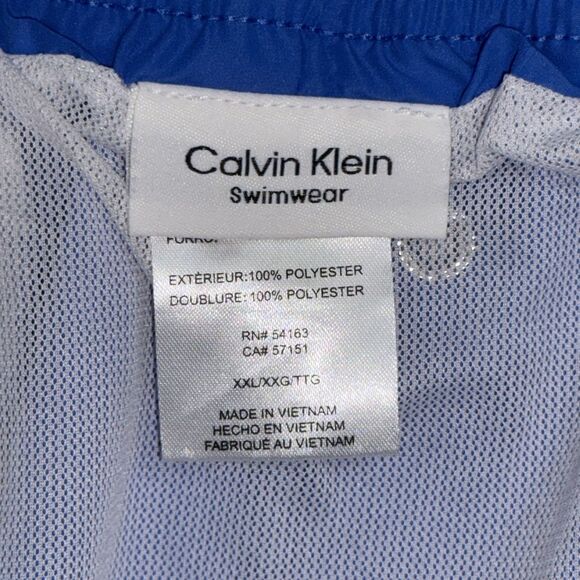 Calvin Klein
Swimwear
EXTÉRIEUR:100% POLYESTER
DOUBLURE: 100% POLYESTER
RN# 54163
CA# 57151
XXL/XXG/TTG
MADE IN VIETNAM
HECHO EN VIETNAM
FABRIQUÉ AU VIETNAM